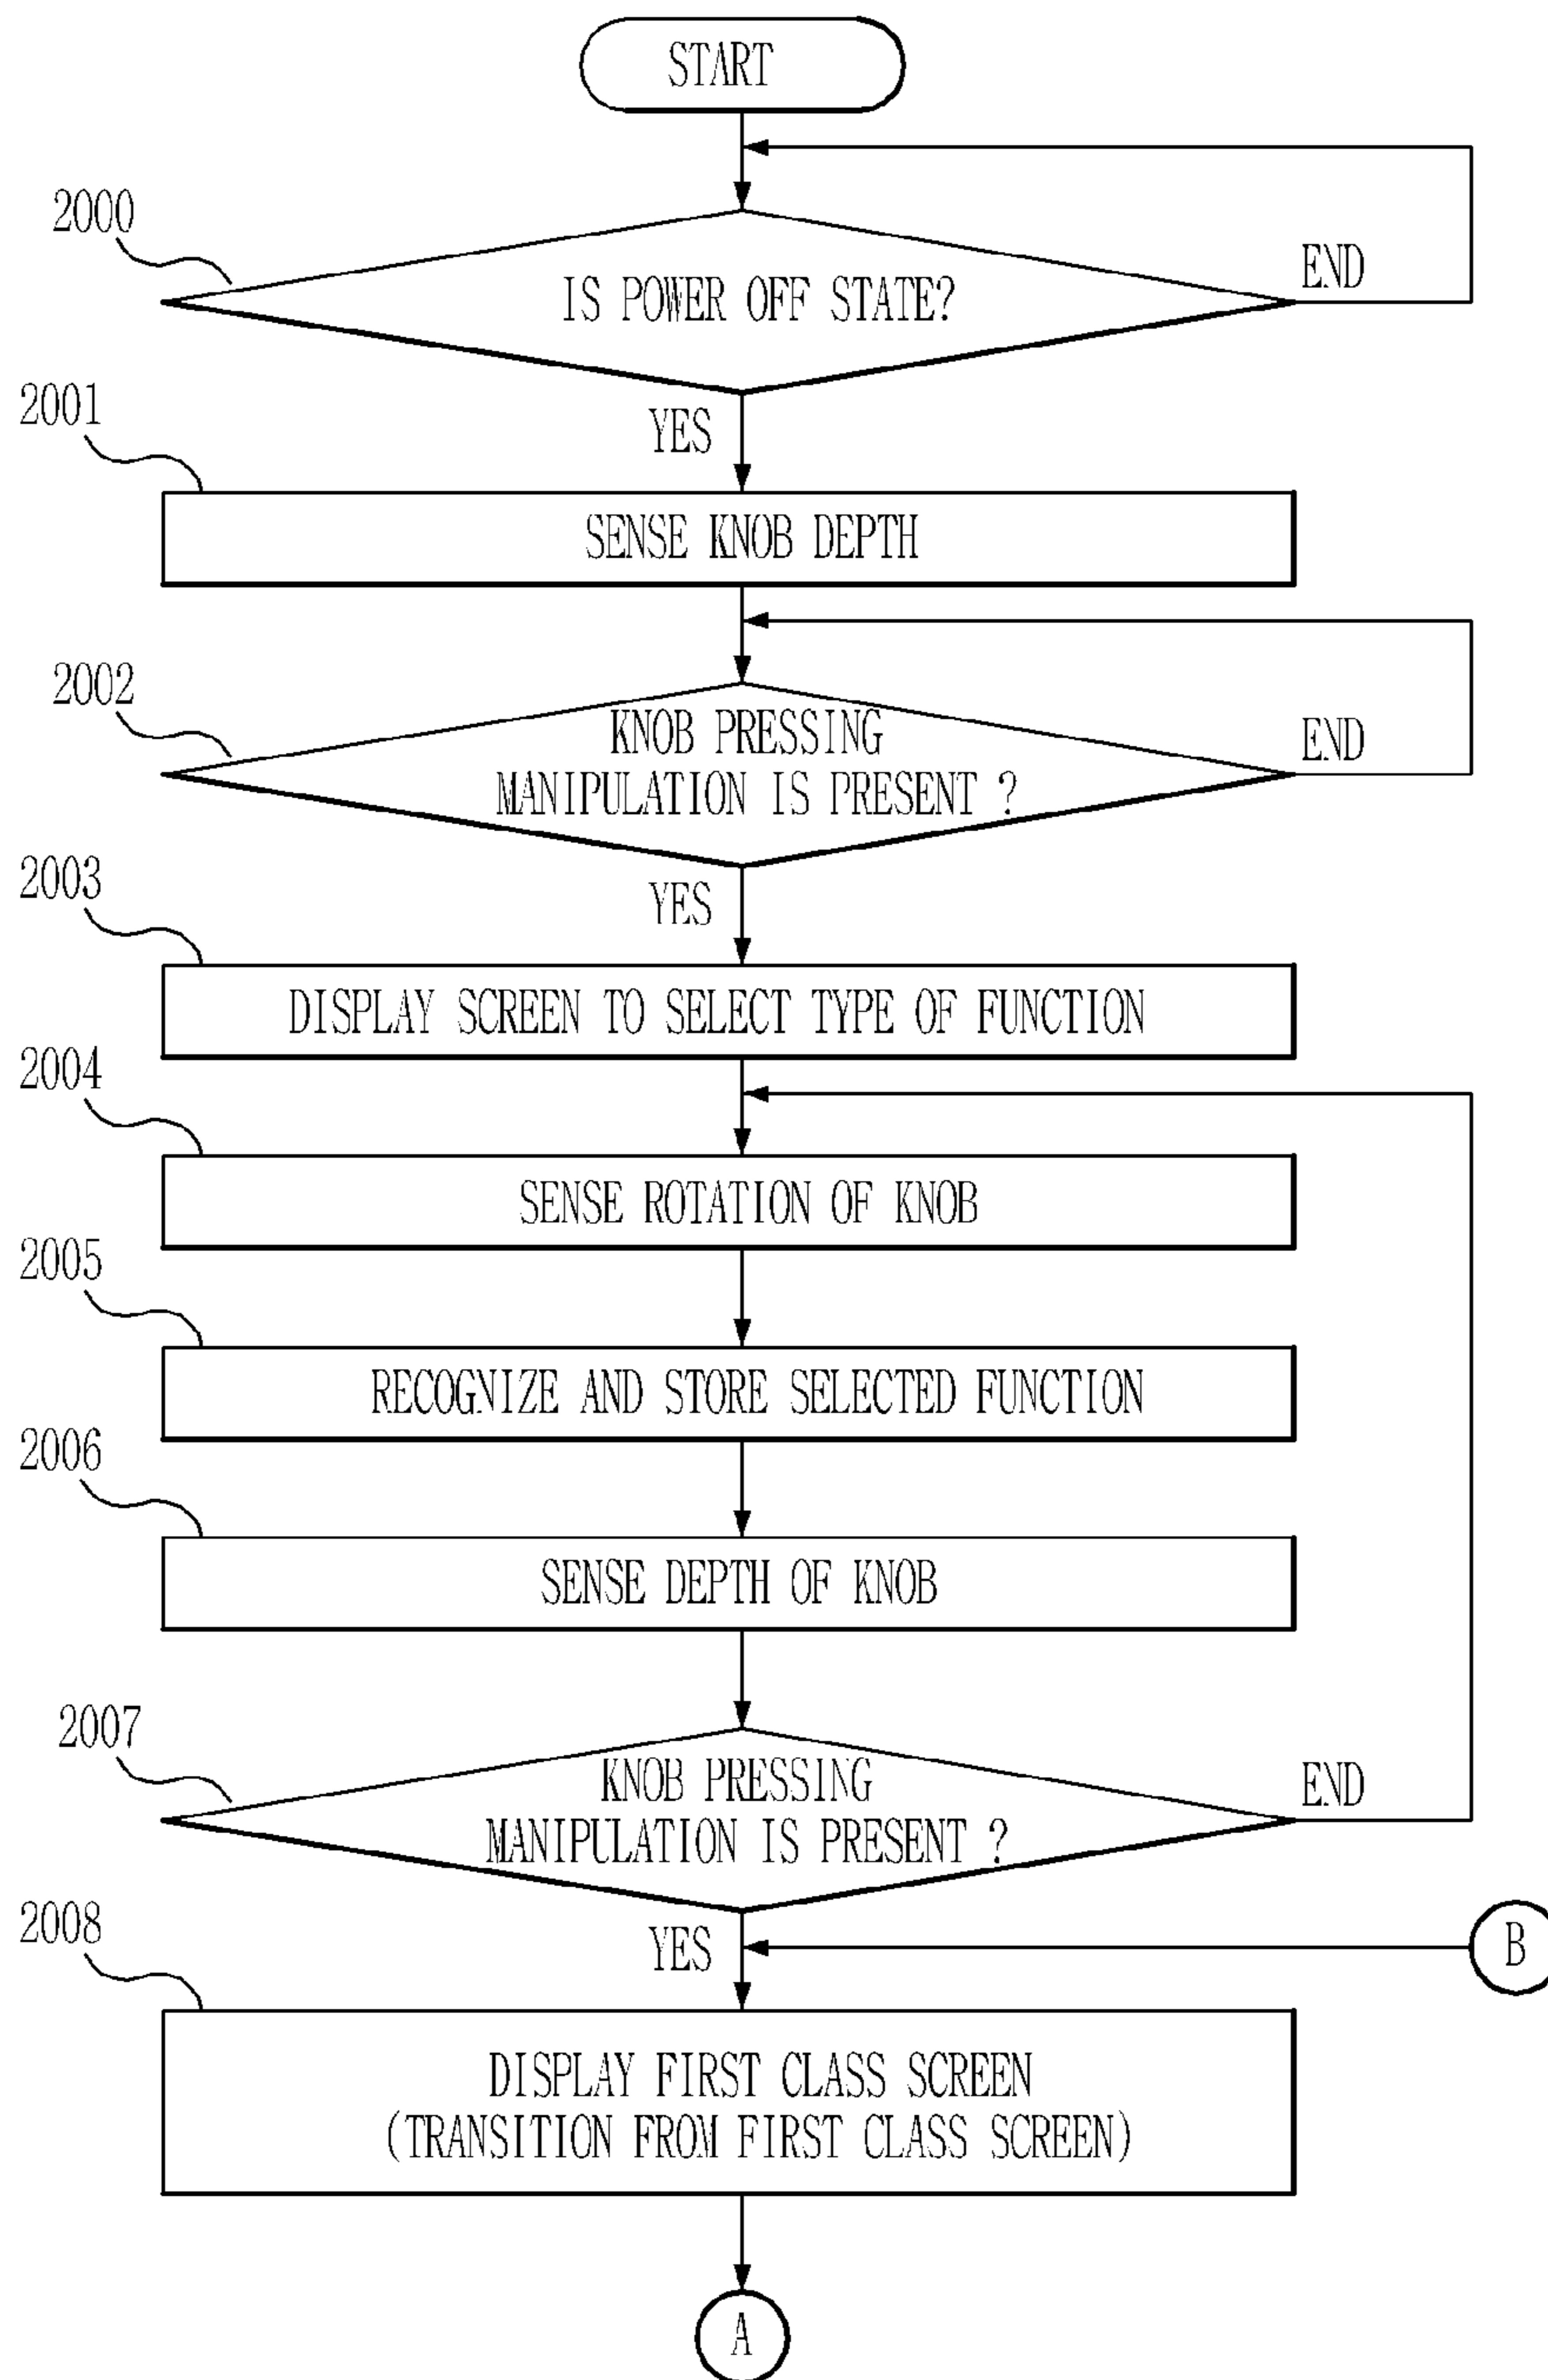 START
2000
IS POWER OFF STATE?
END
YES
2001
SENSE KNOB DEPTH
2002
KNOB PRESSING
MANIPULATION IS PRESENT ?
END
YES
2003
DISPLAY SCREEN TO SELECT TYPE OF FUNCTION
2004
SENSE ROTATION OF KNOB
2005
RECOGNIZE AND STORE SELECTED FUNCTION
2006
SENSE DEPTH OF KNOB
2007
KNOB PRESSING
MANIPULATION IS PRESENT ?
END
YES
B
2008
DISPLAY FIRST CLASS SCREEN
(TRANSITION FROM FIRST CLASS SCREEN)
A